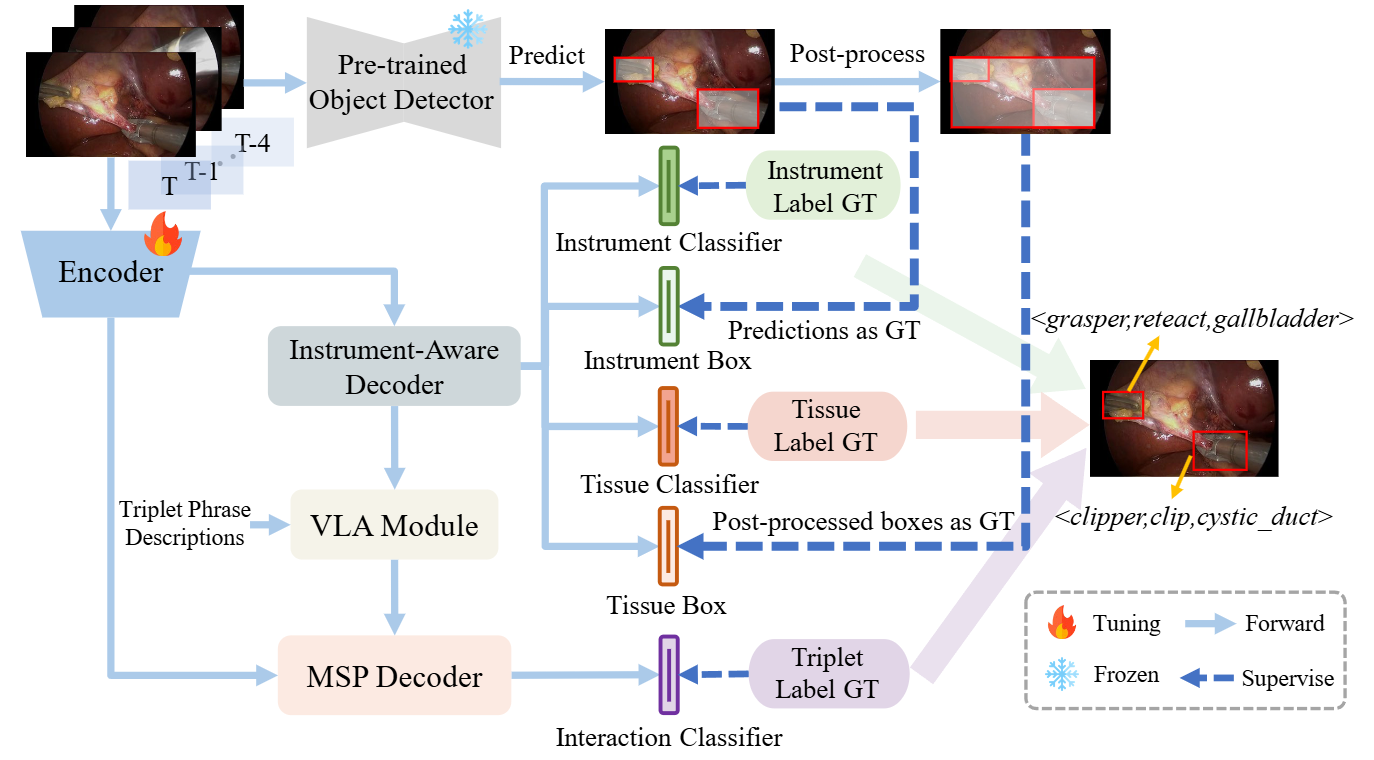 Pre-trained
Object Detector
Predict
Post-process
T-4
T-1
T
Encoder
Instrument
Label GT
Instrument Classifier
Instrument-Aware
Decoder
Predictions as GT
Instrument Box
<grasper,reteact,gallbladder>
Tissue
Label GT
Tissue Classifier
Triplet Phrase
Descriptions
VLA Module
Post-processed boxes as GT
<clipper,clip,cystic_duct>
Tissue Box
MSP Decoder
Triplet
Label GT
Interaction Classifier
Tuning
Forward
Frozen
Supervise